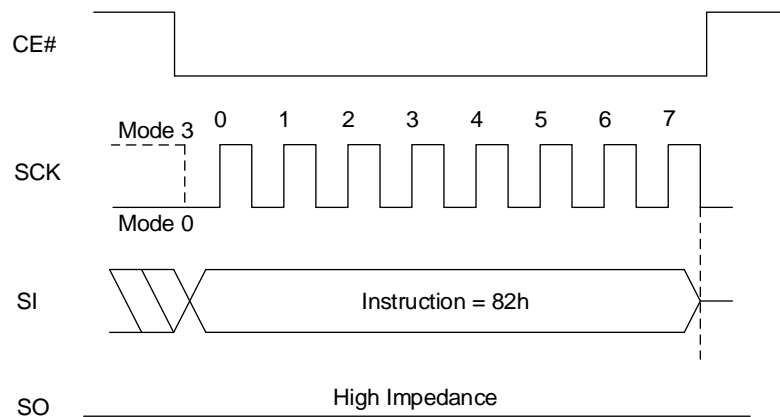 CE#
Mode 3
0 1 2 3 4 5 6 7
SCK
Mode 0
SI
Instruction = 82h
SO
High Impedance